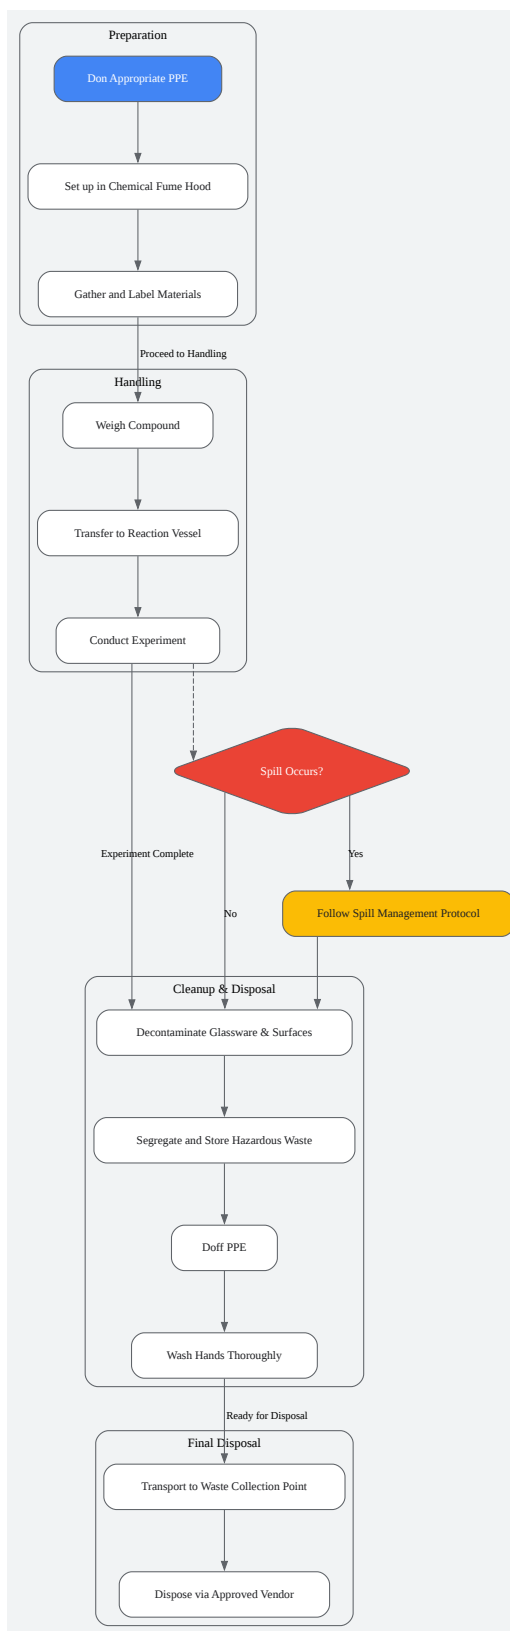 Preparation
Don Appropriate PPE
Set up in Chemical Fume Hood
Gather and Label Materials
Proceed to Handling
Handling
Weigh Compound
Transfer to Reaction Vessel
Conduct Experiment
Spill Occurs?
Experiment Complete
Yes
No
Follow Spill Management Protocol
Cleanup & Disposal
Decontaminate Glassware & Surfaces
Segregate and Store Hazardous Waste
Doff PPE
Wash Hands Thoroughly
Ready for Disposal
Final Disposal
Transport to Waste Collection Point
Dispose via Approved Vendor